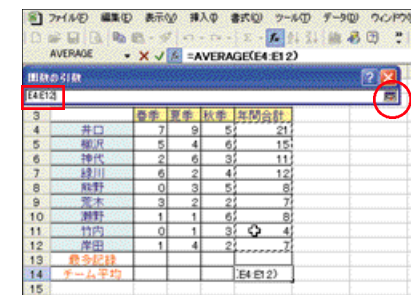 ファイル(F) 編集(E) 表示(V) 挿入(I) 書式(O) ツール(T) データ(D) ウィンドウ
AVERAGE =AVERAGE(E4:E12)
関数の引数
E4:E12
3 春季 夏季 秋季 年間合計
4 井口 7 9 5 21
5 柳沢 5 4 6 15
6 神代 2 6 3 11
7 緑川 6 2 4 12
8 熊野 0 3 5 8
9 荒木 3 2 2 7
10 瀬野 1 1 6 8
11 竹内 0 1 3 4
12 岸田 1 4 2 7
13 最多記録
14 チーム平均 E4:E12)
15